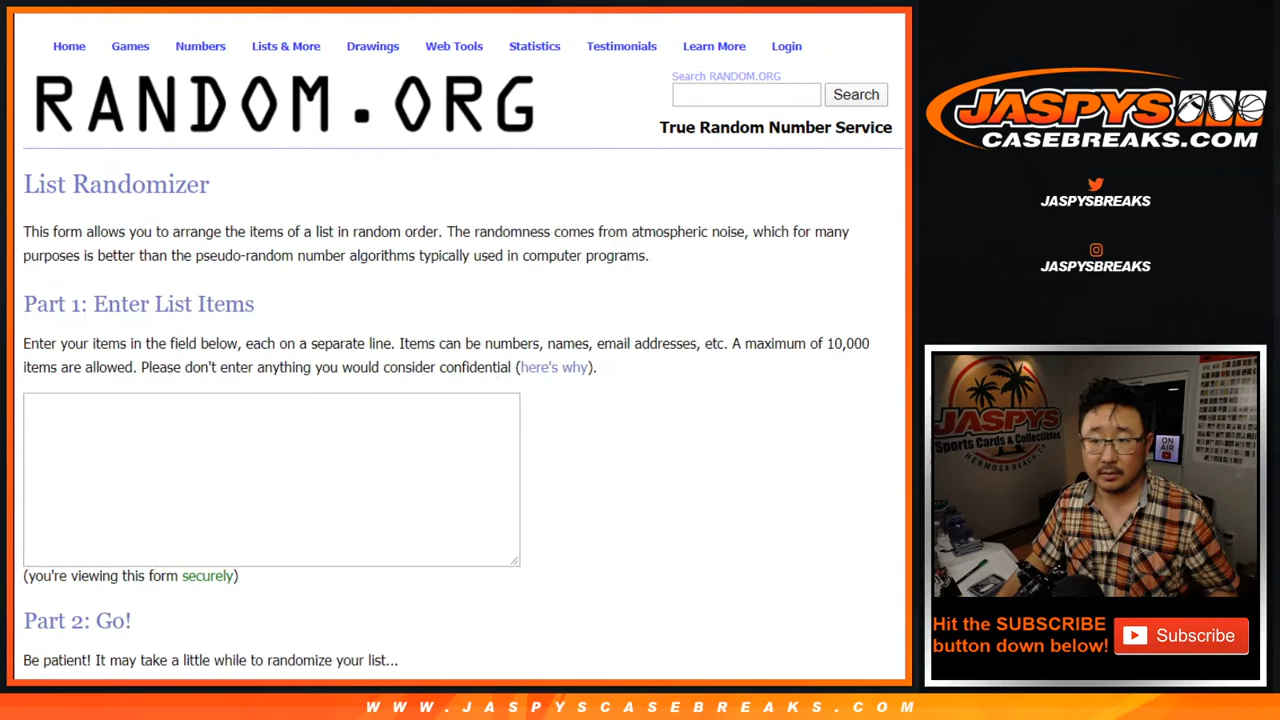 Home Games Numbers Lists & More Drawings Web Tools Statistics Testimonials Learn More Login
RANDOM.ORG
Search RANDOM.ORG
Search
True Random Number Service
List Randomizer
This form allows you to arrange the items of a list in random order. The randomness comes from atmospheric noise, which for many
purposes is better than the pseudo-random number algorithms typically used in computer programs.
Part 1: Enter List Items
Enter your items in the field below, each on a separate line. Items can be numbers, names, email addresses, etc. A maximum of 10,000
items are allowed. Please don't enter anything you would consider confidential (here's why).
(you're viewing this form securely)
Part 2: Go!
Be patient! It may take a little while to randomize your list...
JASPYS
CASEBREAKS.COM
JASPYSBREAKS
JASPYSBREAKS
JASPYS
Sports Cards & Collectibles
HERMOSA BEACH, CA
ON
AIR
Hit the SUBSCRIBE
button down below!
Subscribe
WWW.JASPYSCASEBREAKS.COM